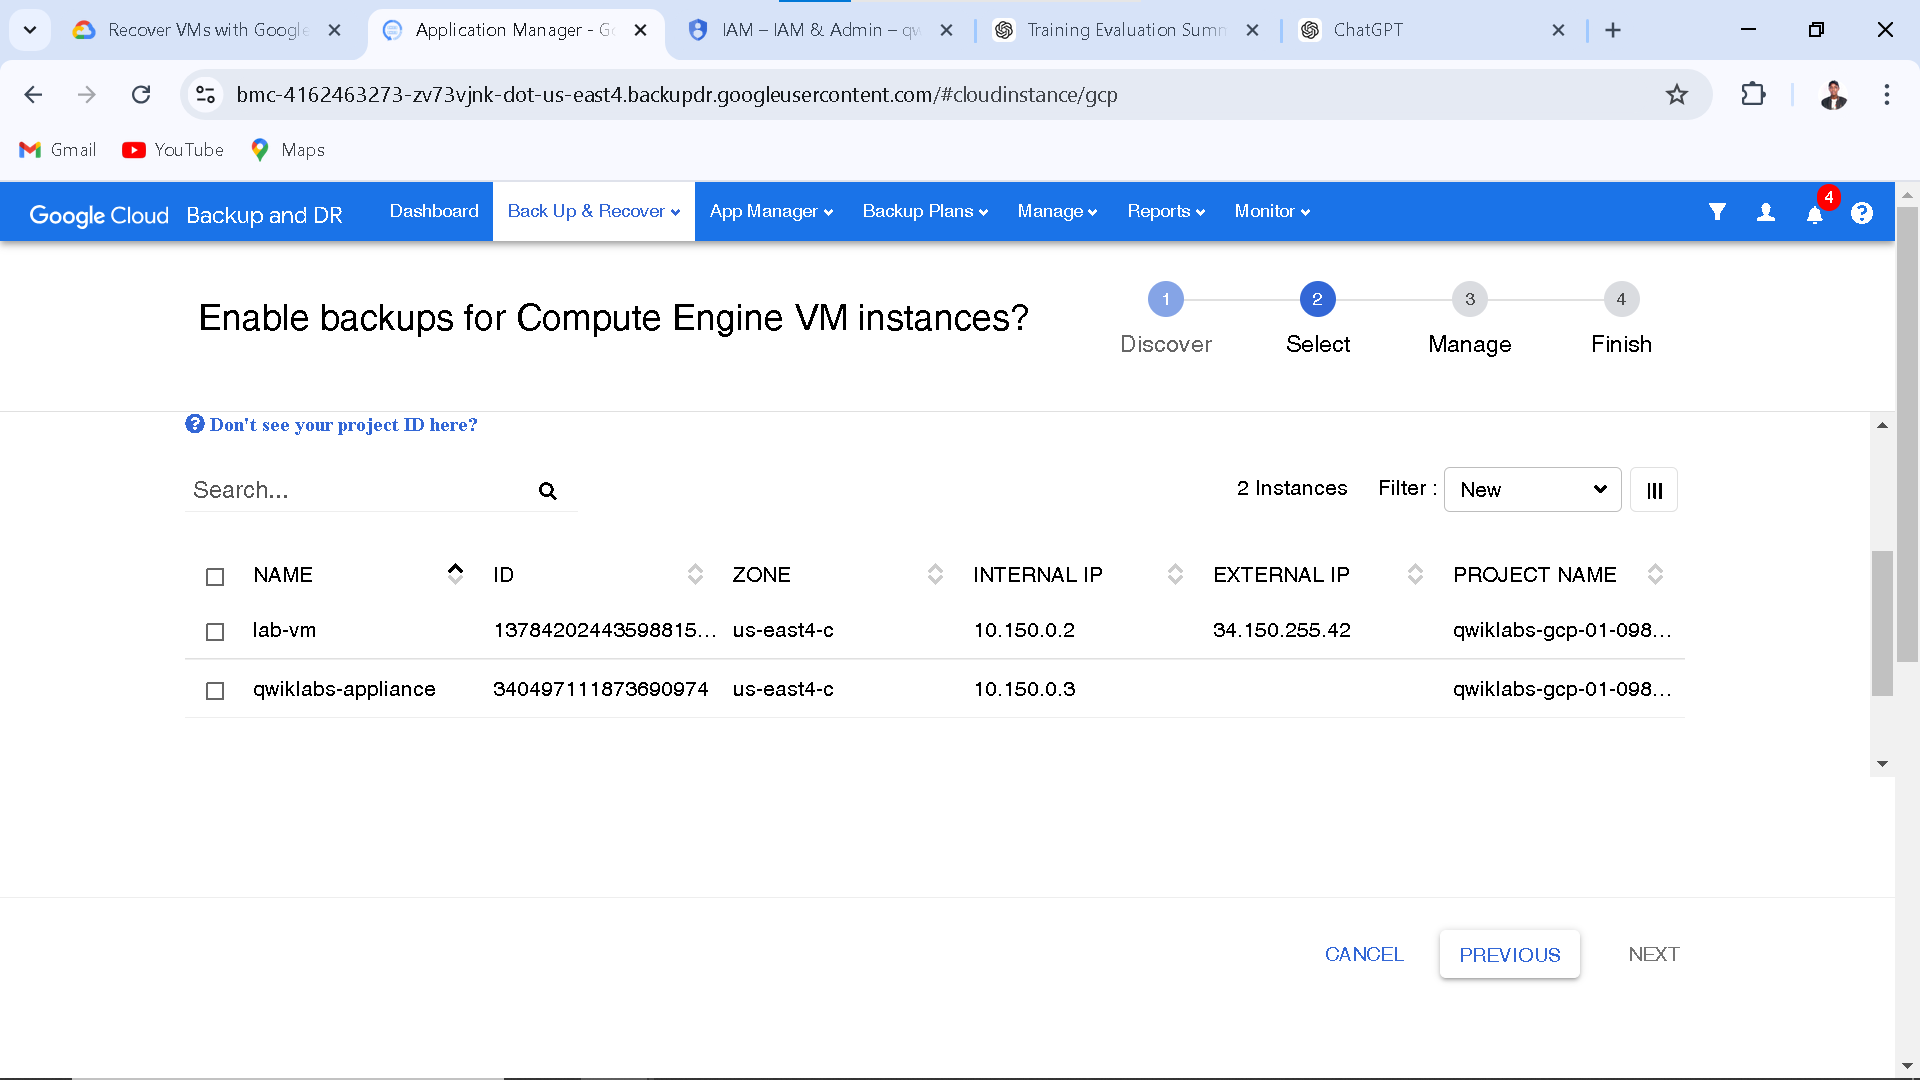 Recover VMs with Google
Application Manager - Go
IAM – IAM & Admin – qw
Training Evaluation Summ
ChatGPT
bmc-4162463273-zv73vjnk-dot-us-east4.backupdr.googleusercontent.com/#cloudinstance/gcp
Gmail
YouTube
Maps
Google Cloud Backup and DR
Dashboard
Back Up & Recover
App Manager
Backup Plans
Manage
Reports
Monitor
4
Enable backups for Compute Engine VM instances?
1 2 3 4
Discover Select Manage Finish
Don't see your project ID here?
Search...
2 Instances
Filter : New
NAME ID ZONE INTERNAL IP EXTERNAL IP PROJECT NAME
lab-vm 13784202443598815... us-east4-c 10.150.0.2 34.150.255.42 qwiklabs-gcp-01-098...
qwiklabs-appliance 340497111873690974 us-east4-c 10.150.0.3 qwiklabs-gcp-01-098...
CANCEL PREVIOUS NEXT